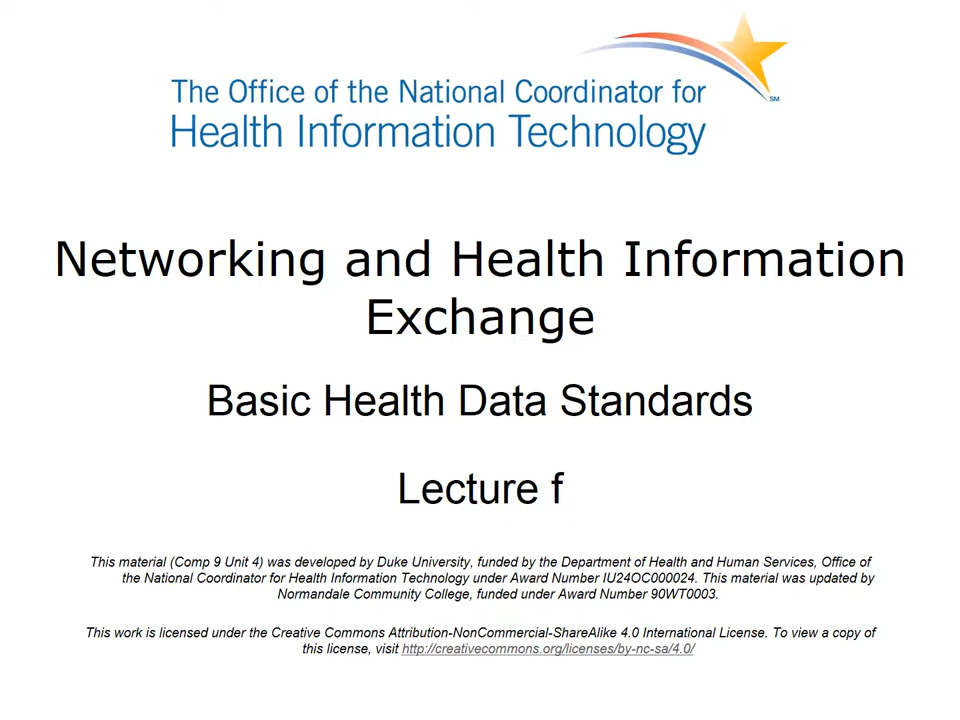 The Office of the National Coordinator for
Health Information Technology
SM
Networking and Health Information
Exchange
Basic Health Data Standards
Lecture f
This material (Comp 9 Unit 4) was developed by Duke University, funded by the Department of Health and Human Services, Office of
the National Coordinator for Health Information Technology under Award Number IU24OC000024. This material was updated by
Normandale Community College, funded under Award Number 90WT0003.
This work is licensed under the Creative Commons Attribution-NonCommercial-ShareAlike 4.0 International License. To view a copy of
this license, visit http://creativecommons.org/licenses/by-nc-sa/4.0/